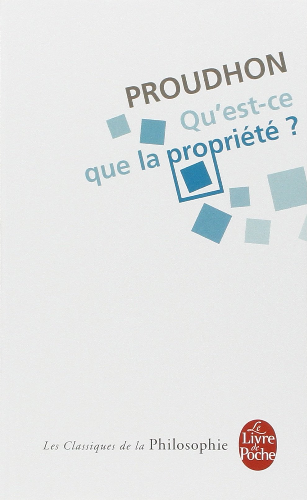 PROUDHON
Qu'est-ce
que la propriété ?
Les Classiques de la Philosophie
Le
Livre
de
Poche